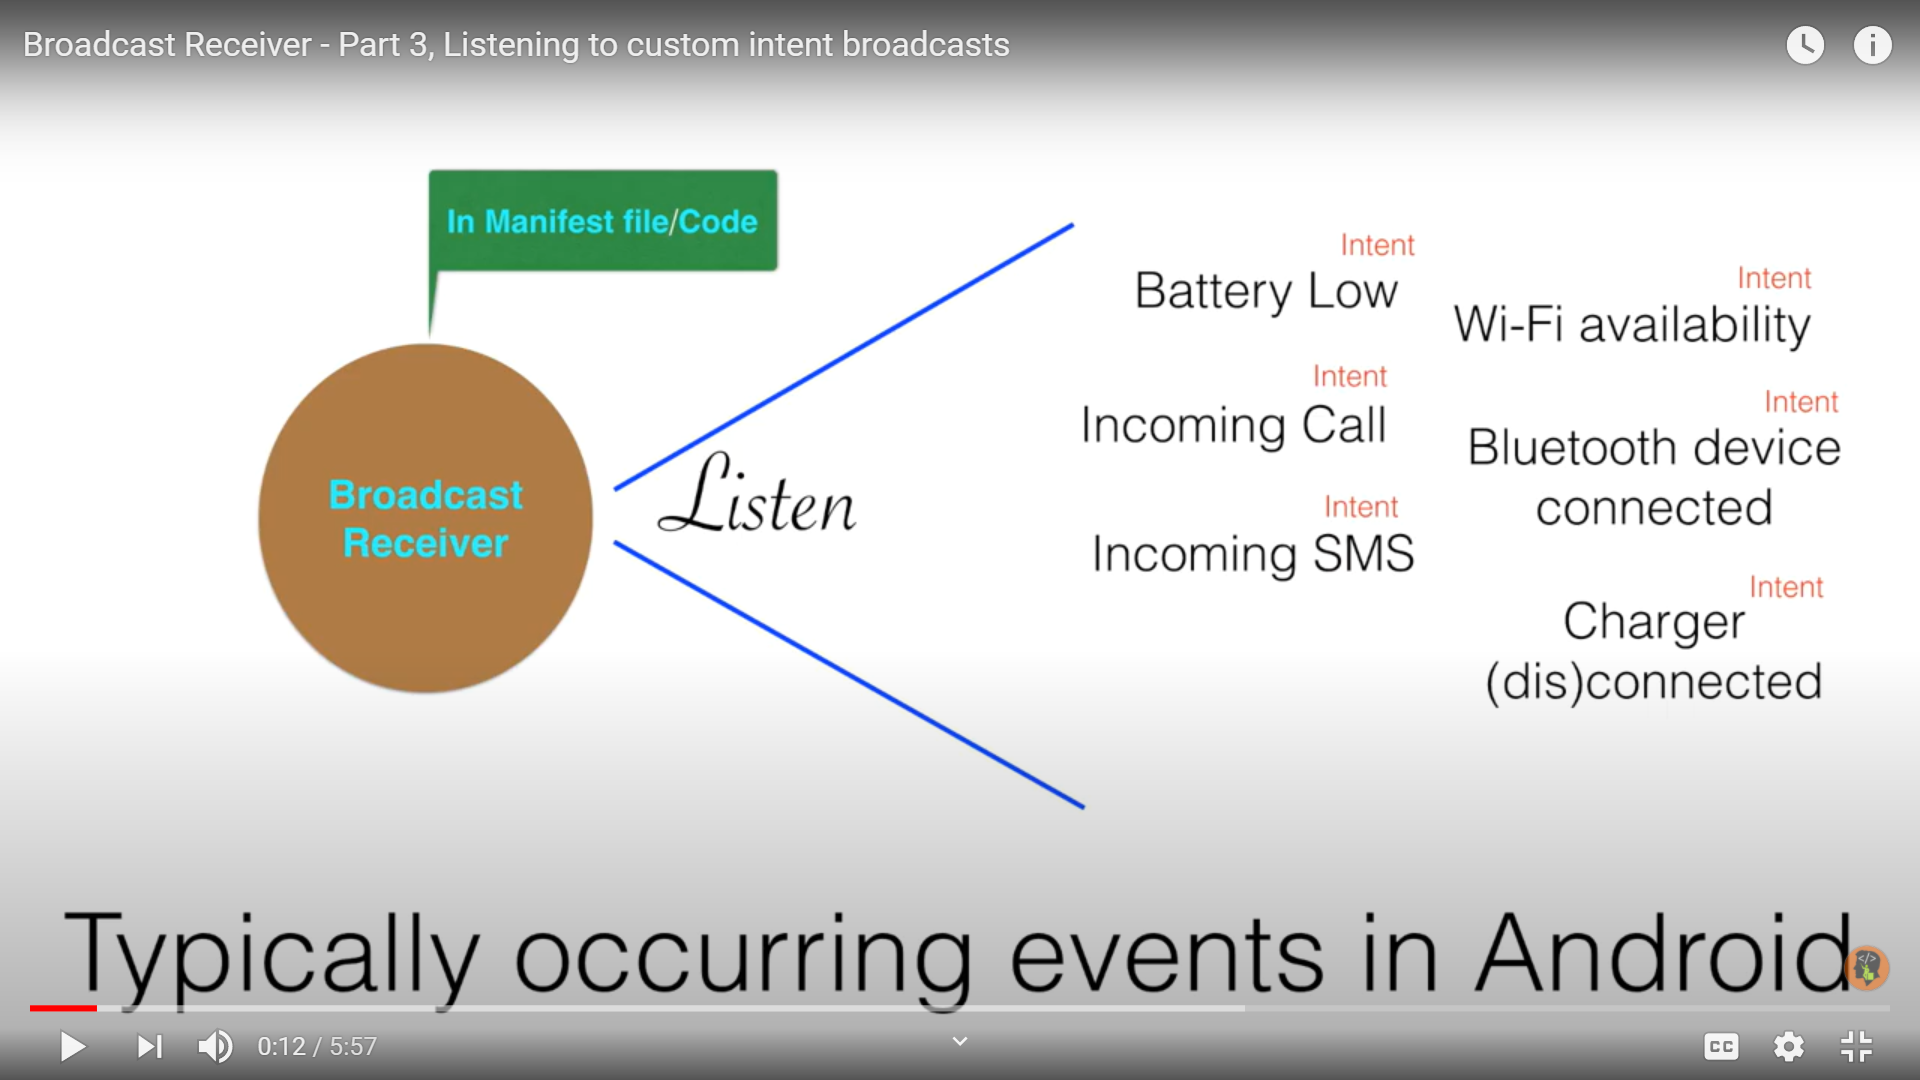 Broadcast Receiver - Part 3, Listening to custom intent broadcasts
In Manifest file/Code
Broadcast
Receiver
Listen
Intent
Battery Low
Intent
Wi-Fi availability
Intent
Incoming Call
Intent
Bluetooth device
connected
Intent
Incoming SMS
Intent
Charger
(dis)connected
Typically occurring events in Android
</>
0:12 / 5:57
CC